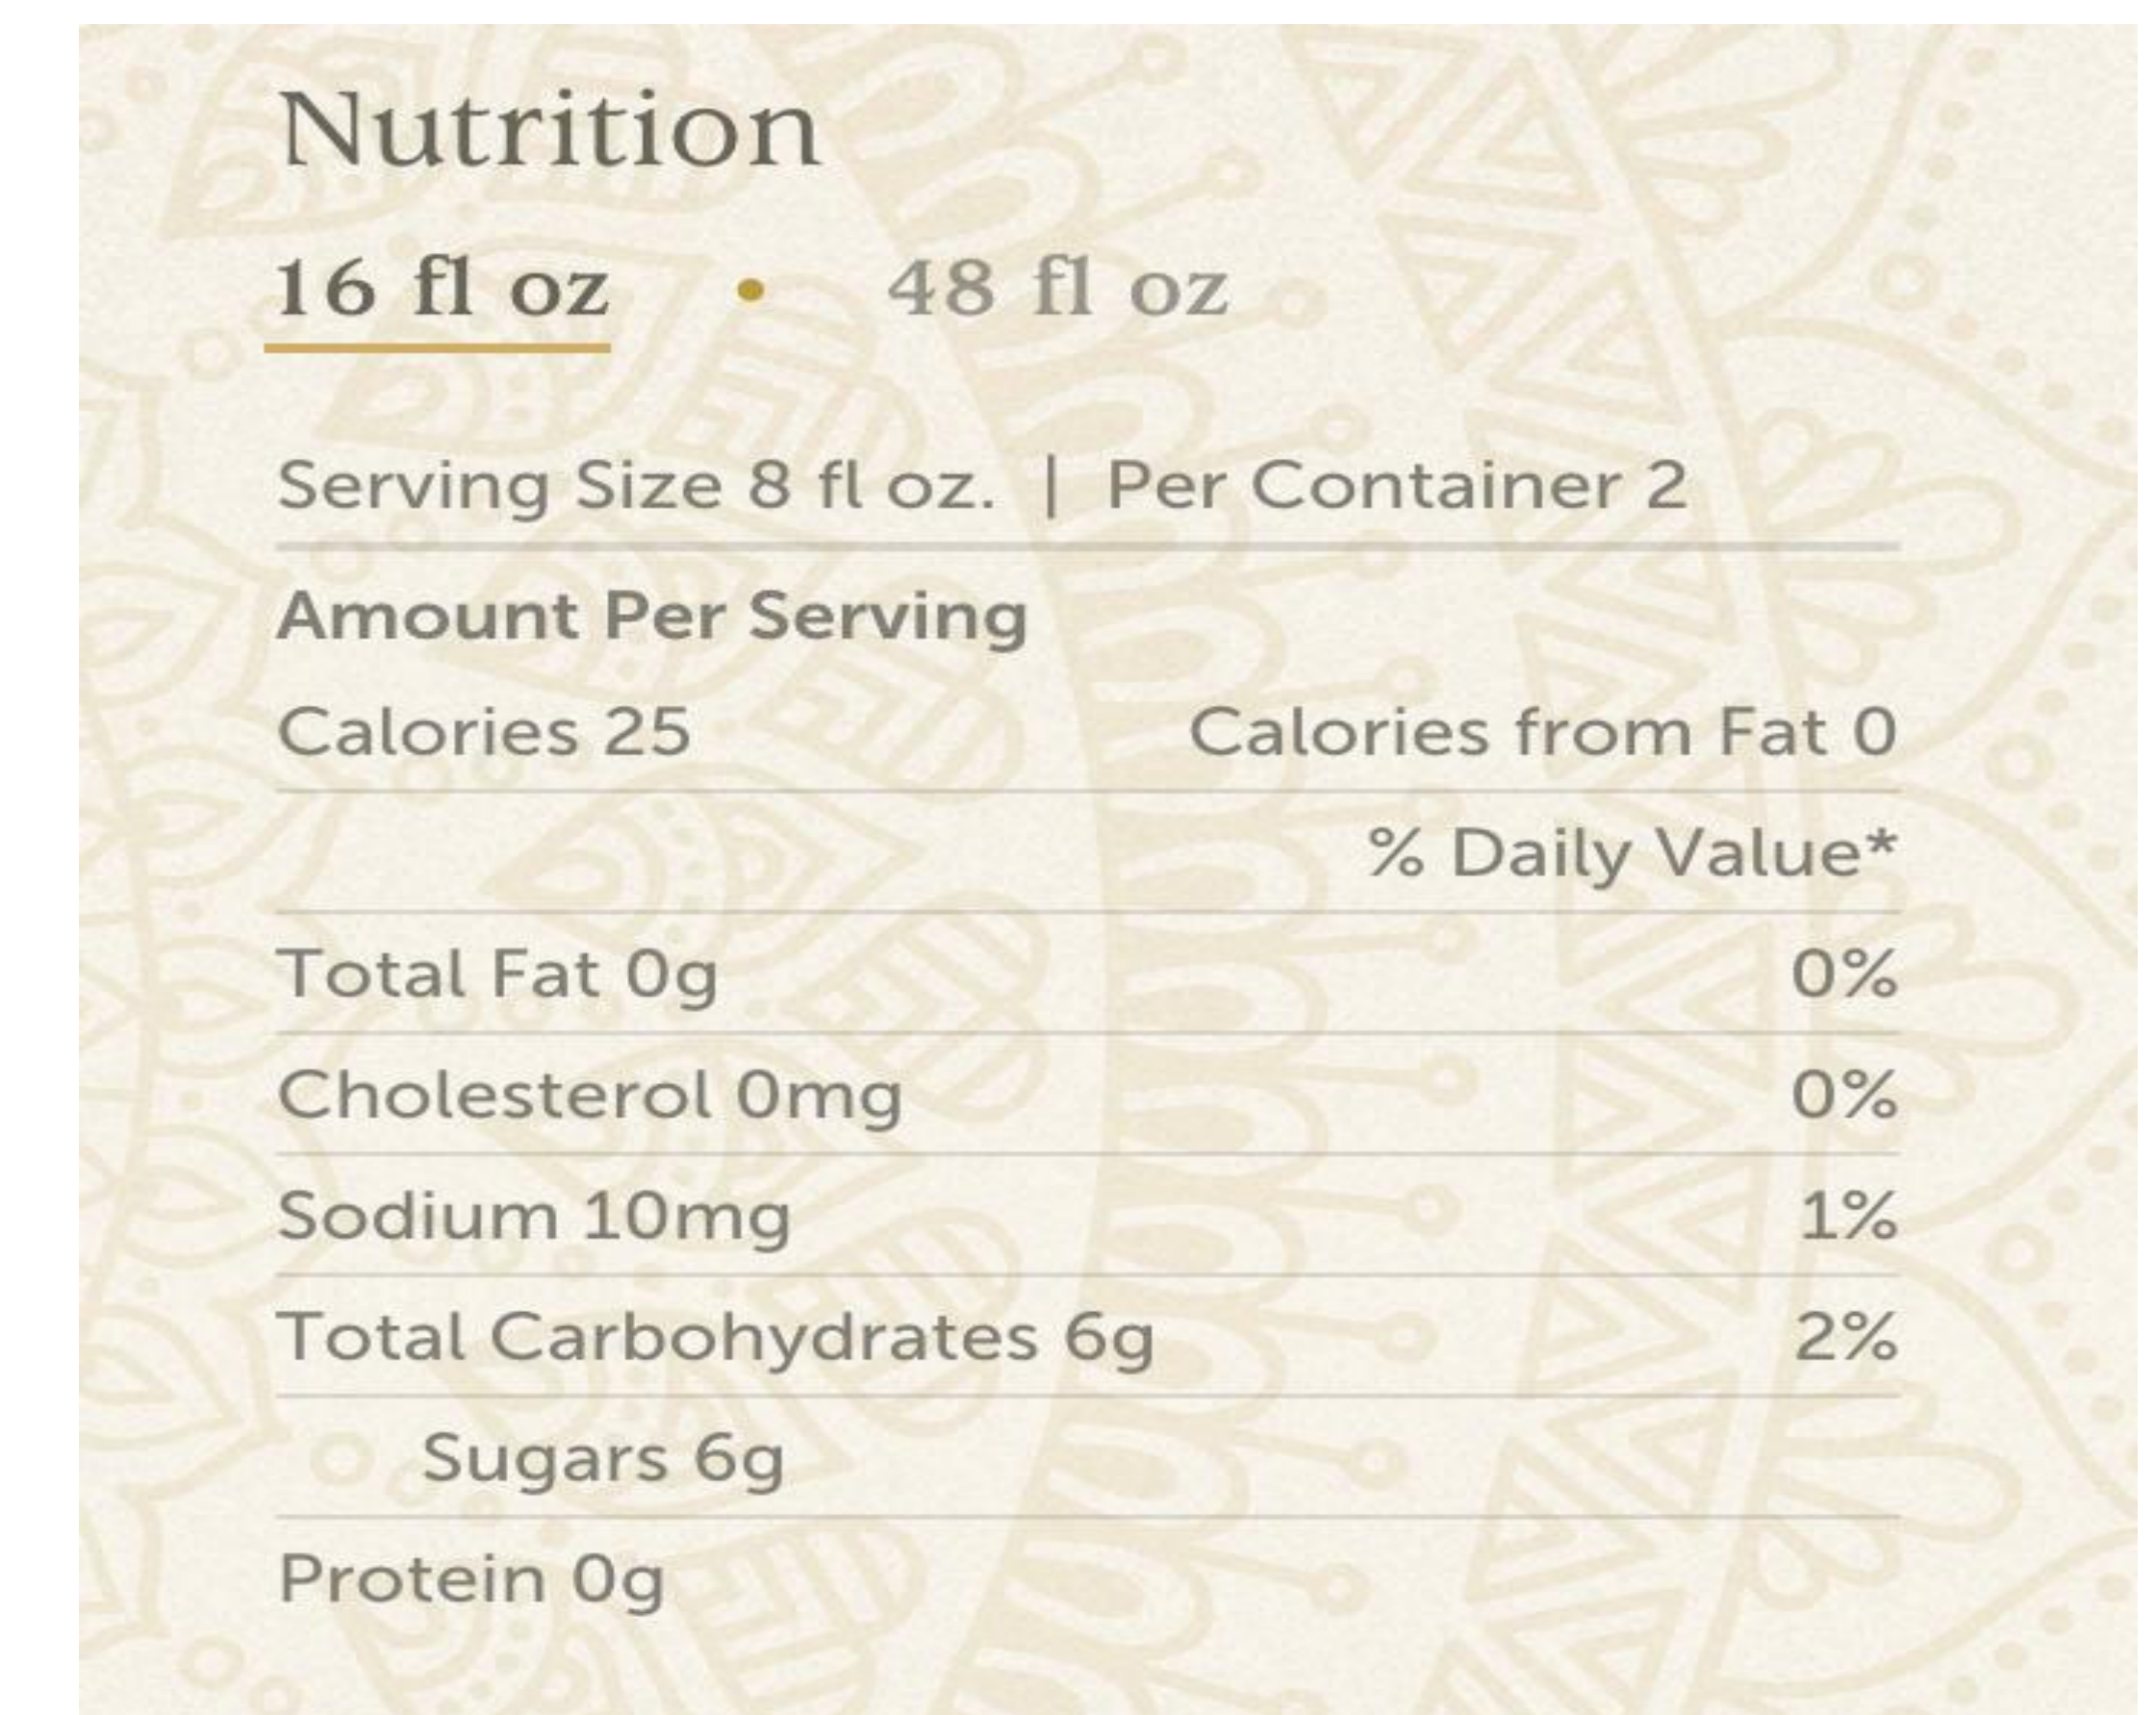 Nutrition
16 fl oz • 48 fl oz
Serving Size 8 fl oz. | Per Container 2
Amount Per Serving
Calories 25 Calories from Fat 0
% Daily Value*
Total Fat 0g 0%
Cholesterol 0mg 0%
Sodium 10mg 1%
Total Carbohydrates 6g 2%
Sugars 6g
Protein 0g